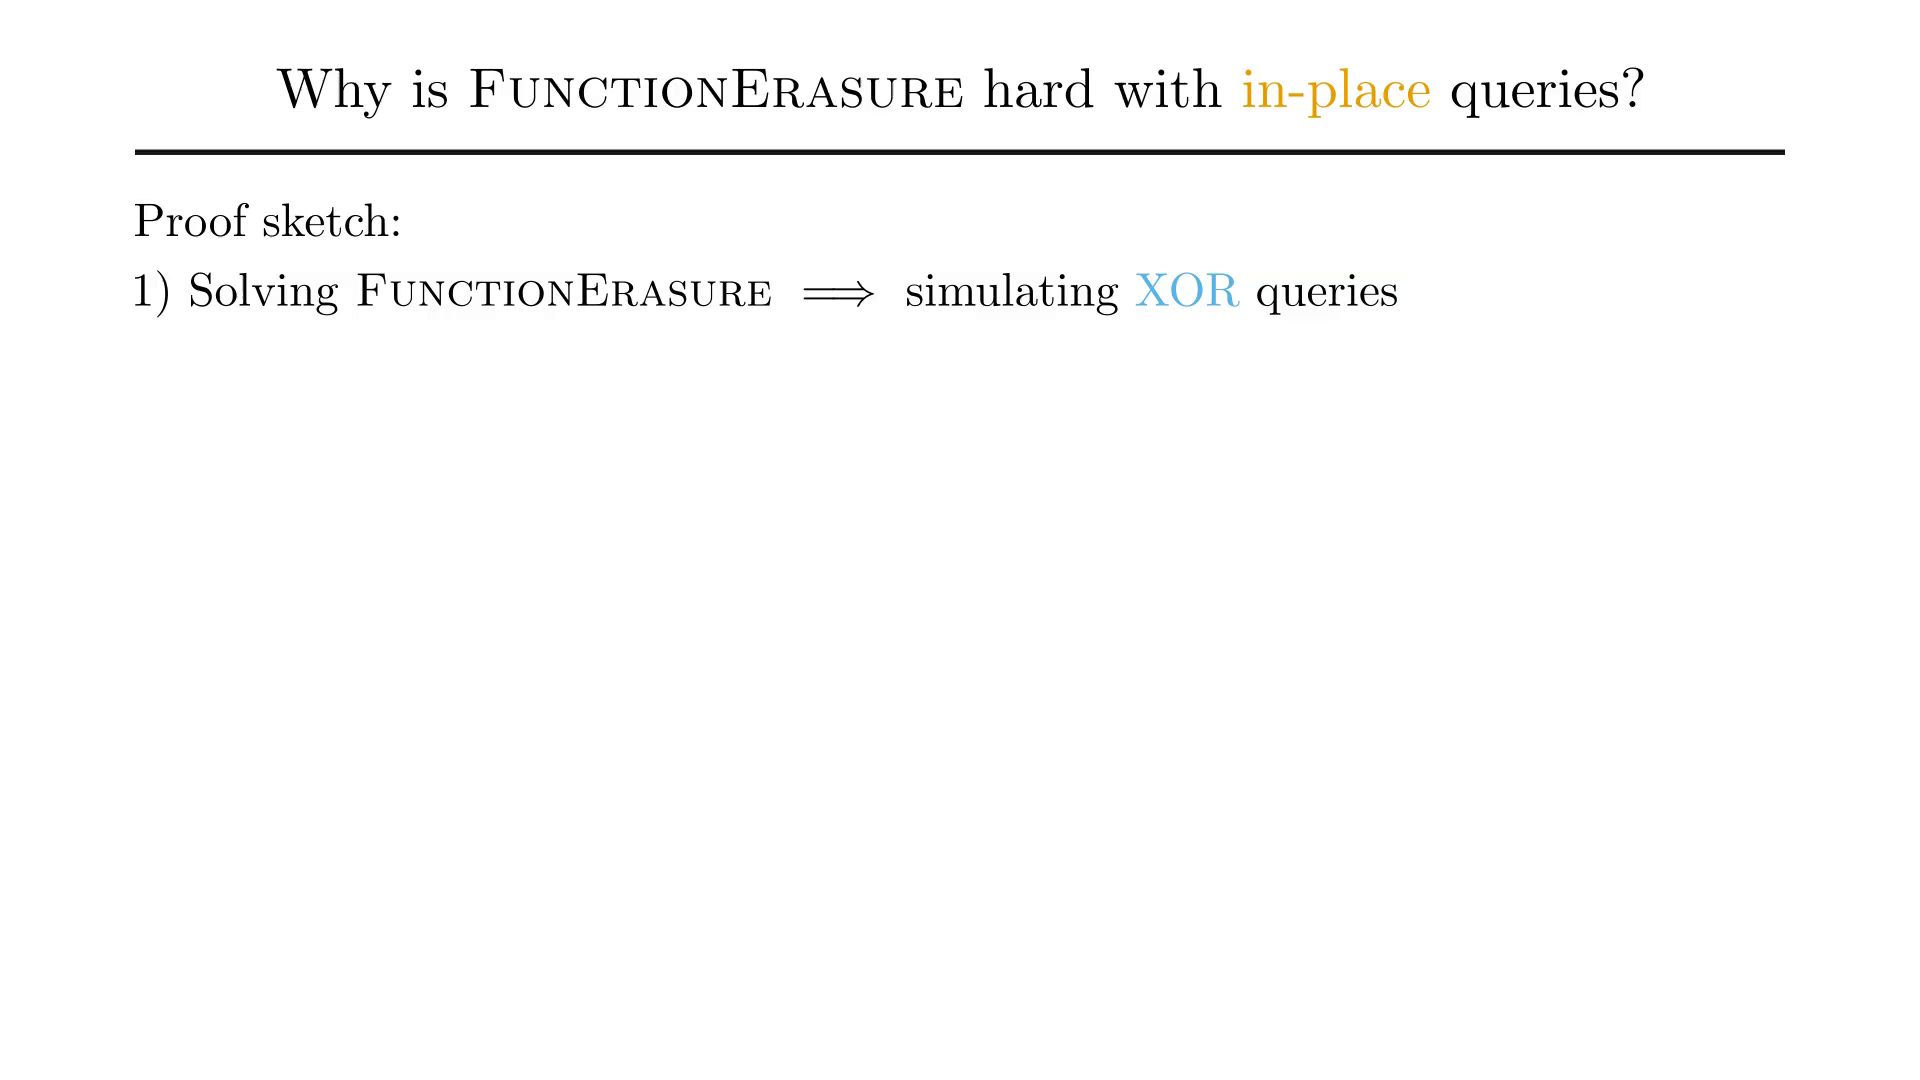 Why is FUNCTIONERASURE hard with in-place queries?
Proof sketch:
1) Solving FUNCTIONERASURE ⟹ simulating XOR queries